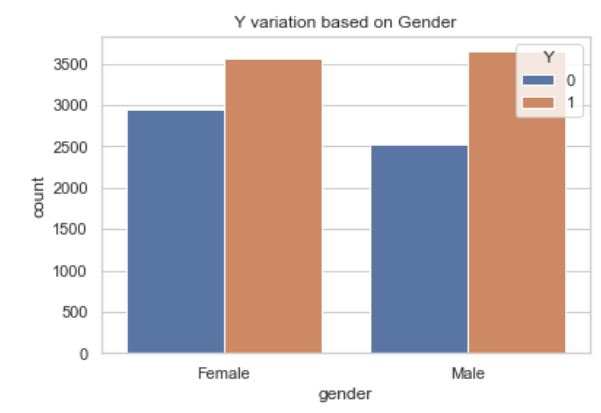 Y variation based on Gender
3500
3000
2500
2000
1500
1000
500
0
count
Y
0
1
Female Male
gender